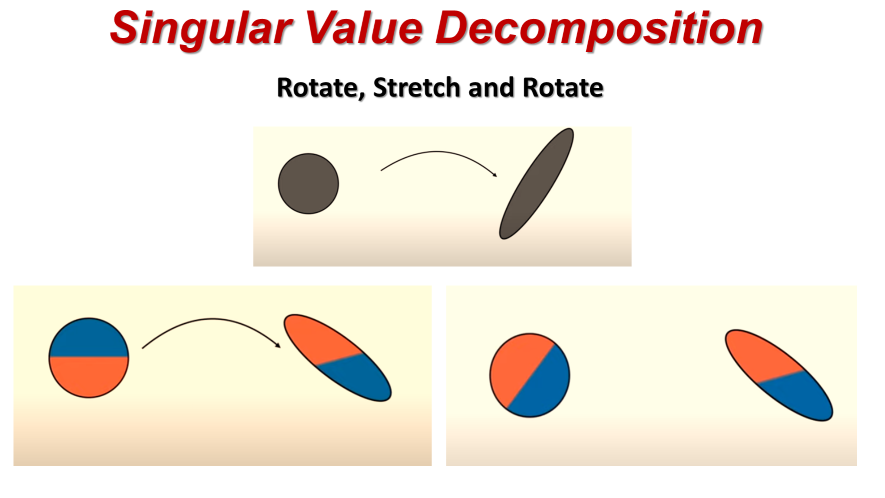 Singular Value Decomposition
Rotate, Stretch and Rotate